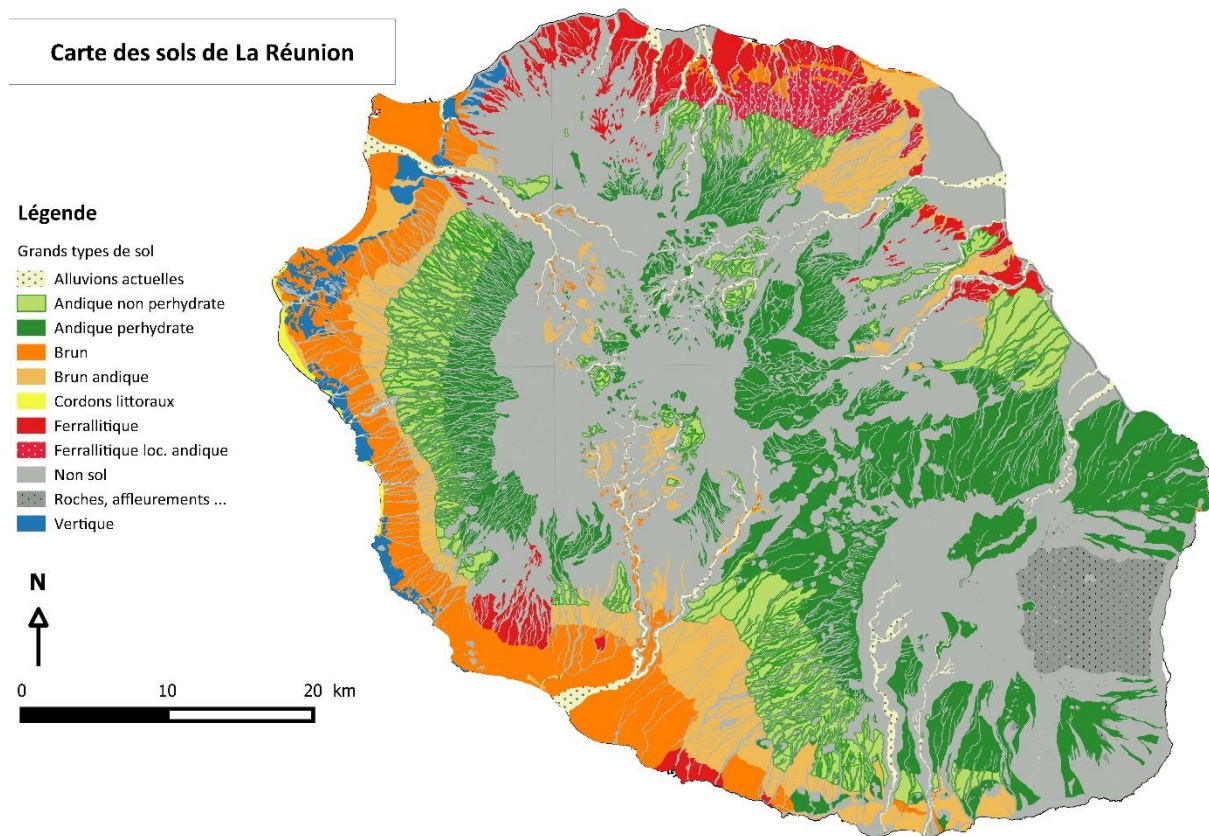 Carte des sols de La Réunion
Légende
Grands types de sol
Alluvions actuelles
Andique non perhydrate
Andique perhydrate
Brun
Brun andique
Cordons littoraux
Ferrallitique
Ferrallitique loc. andique
Non sol
Roches, affleurements ...
Vertique
N
0 10 20 km